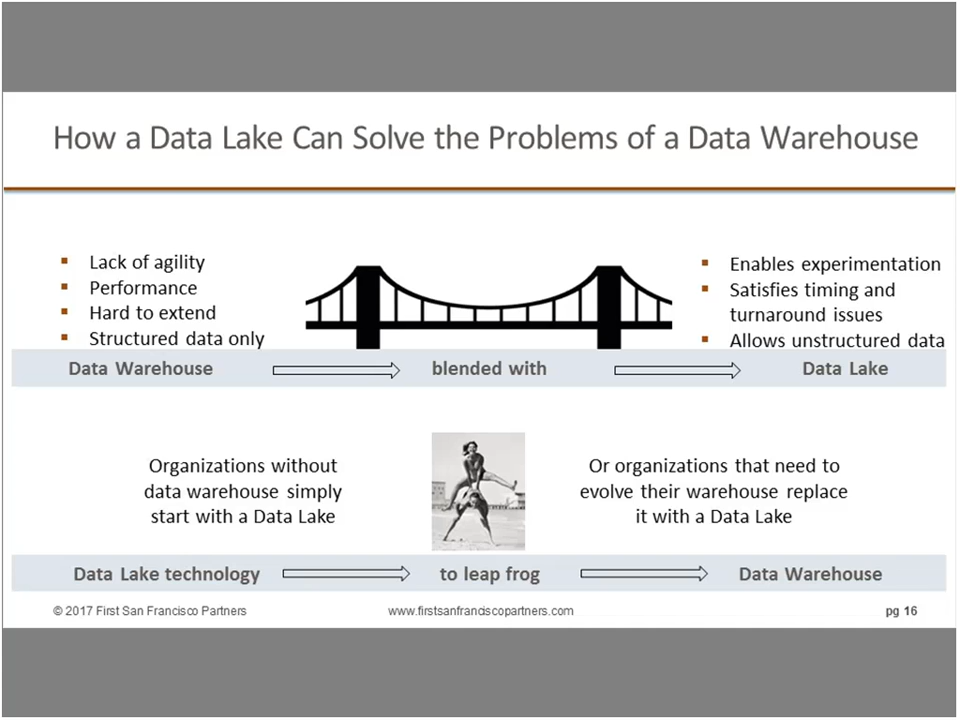 How a Data Lake Can Solve the Problems of a Data Warehouse
▪ Lack of agility
▪ Performance
▪ Hard to extend
▪ Structured data only
▪ Enables experimentation
▪ Satisfies timing and
turnaround issues
▪ Allows unstructured data
Data Warehouse blended with Data Lake
Organizations without
data warehouse simply
start with a Data Lake
Or organizations that need to
evolve their warehouse replace
it with a Data Lake
Data Lake technology to leap frog Data Warehouse
© 2017 First San Francisco Partners www.firstsanfranciscopartners.com pg 16